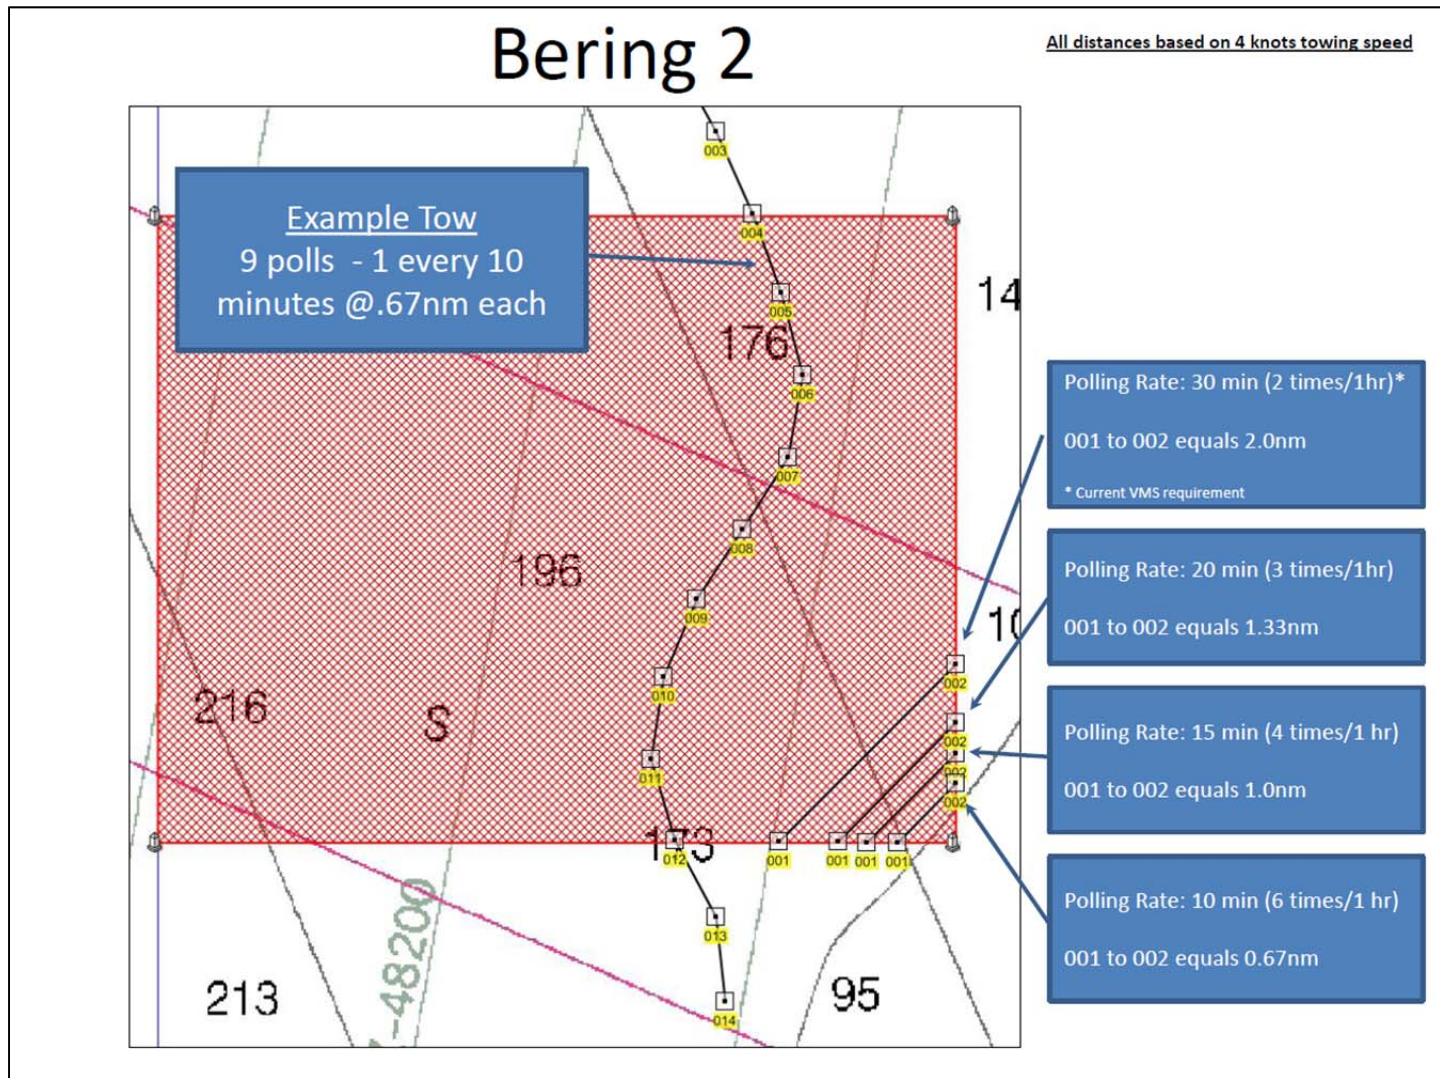 Bering 2
All distances based on 4 knots towing speed
003
Example Tow
9 polls - 1 every 10
minutes @.67nm each
004
005
14
176
006
007
008
196
009
10
010
216
S
011
173
012
013
014
213
95
-48200
002
002
002
002
001
001
001
001
Polling Rate: 30 min (2 times/1hr)*
001 to 002 equals 2.0nm
* Current VMS requirement
Polling Rate: 20 min (3 times/1hr)
001 to 002 equals 1.33nm
Polling Rate: 15 min (4 times/1 hr)
001 to 002 equals 1.0nm
Polling Rate: 10 min (6 times/1 hr)
001 to 002 equals 0.67nm